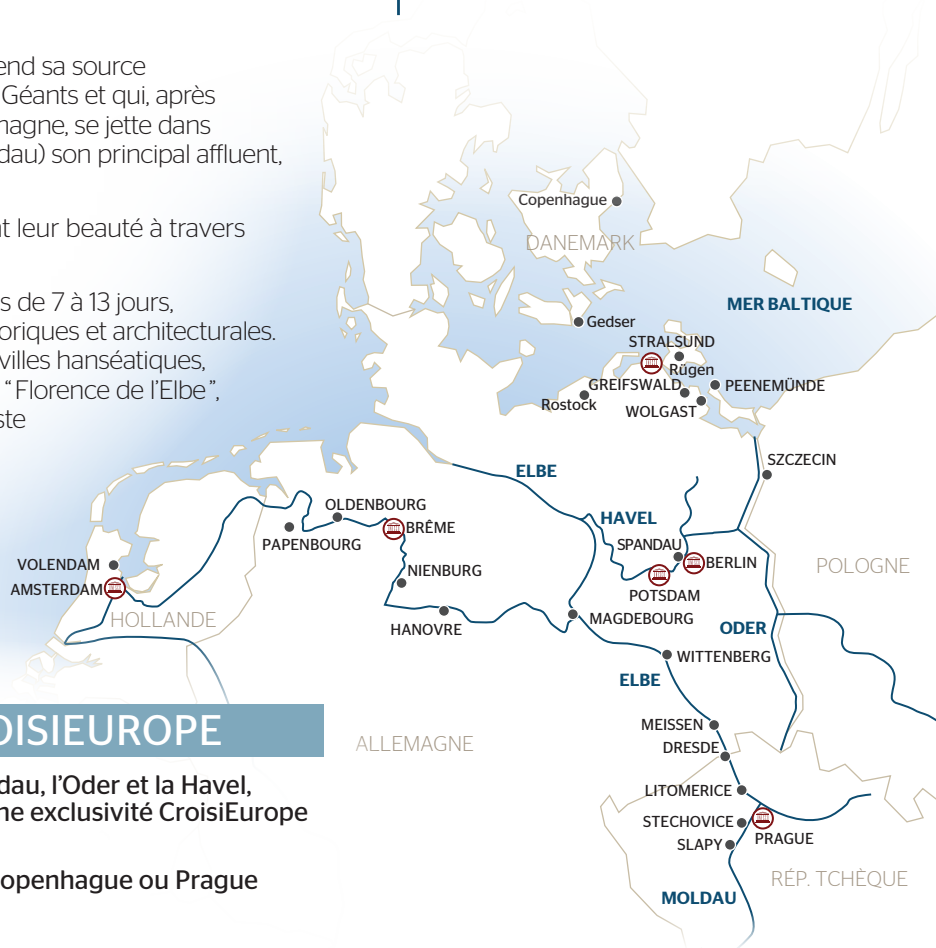 end sa source
Géants et qui, après
magne, se jette dans
dau) son principal affluent,
t leur beauté à travers
s de 7 à 13 jours,
oriques et architecturales.
villes hanséatiques,
“Florence de l’Elbe”,
ste
OISIEUROPE
dau, l’Oder et la Havel,
ne exclusivité CroisiEurope
openhague ou Prague
Copenhague
DANEMARK
MER BALTIQUE
Gedser
STRALSUND
Rügen
GREIFSWALD
PEENEMÜNDE
Rostock
WOLGAST
SZCZECIN
ELBE
OLDENBOURG
HAVEL
BRÊME
PAPENBOURG
SPANDAU
BERLIN
VOLENDAM
POLOGNE
NIENBURG
AMSTERDAM
POTSDAM
HOLLANDE
MAGDEBOURG
HANOVRE
ODER
WITTENBERG
ELBE
MEISSEN
ALLEMAGNE
DRESDE
LITOMERICE
STECHOVICE
PRAGUE
SLAPY
RÉP. TCHÈQUE
MOLDAU